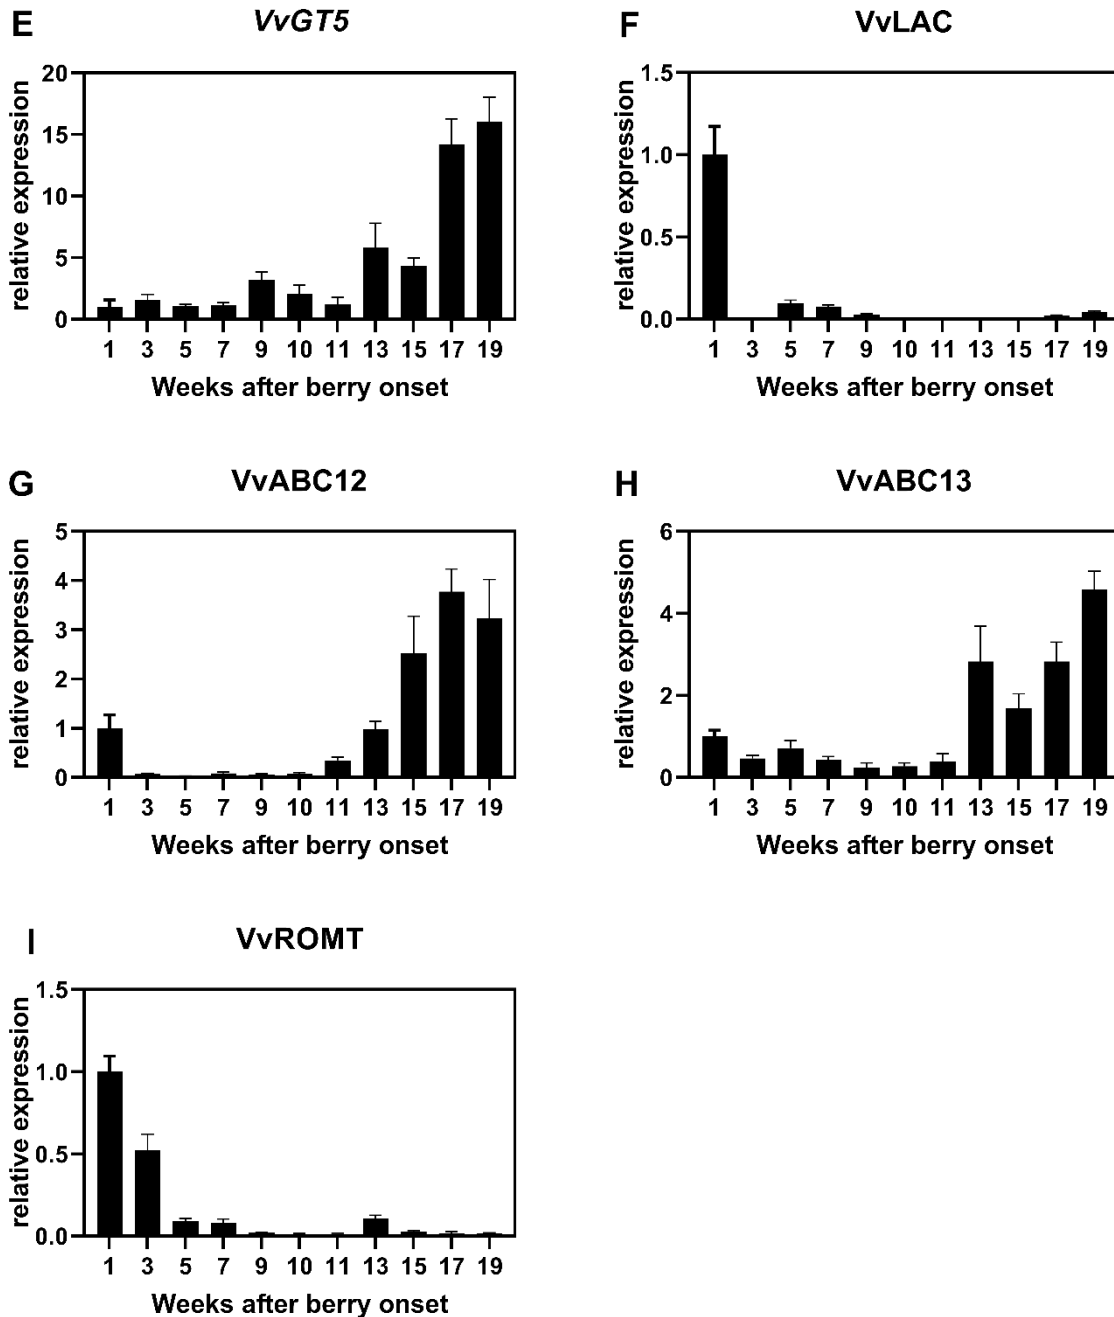 E VvGT5
relative expression
20
15
10
5
0
1 3 5 7 9 10 11 13 15 17 19
Weeks after berry onset
F VvLAC
relative expression
1.5
1.0
0.5
0.0
1 3 5 7 9 10 11 13 15 17 19
Weeks after berry onset
G VvABC12
relative expression
5
4
3
2
1
0
1 3 5 7 9 10 11 13 15 17 19
Weeks after berry onset
H VvABC13
relative expression
6
4
2
0
1 3 5 7 9 10 11 13 15 17 19
Weeks after berry onset
I VvROMT
relative expression
1.5
1.0
0.5
0.0
1 3 5 7 9 10 11 13 15 17 19
Weeks after berry onset